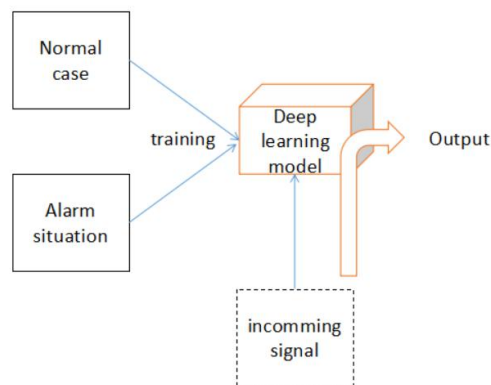 Normal
case
training
Deep
learning
model
Output
Alarm
situation
incomming
signal